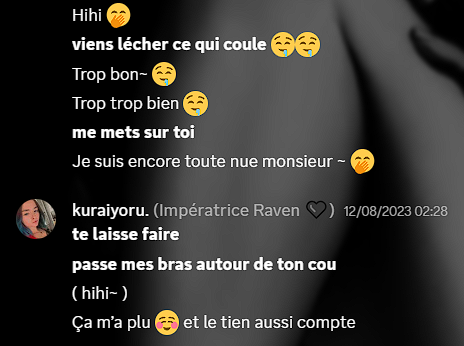 Hihi 🤭
viens lécher ce qui coule 🤤🤤
Trop bon~ 🤤
Trop trop bien 🤤
me mets sur toi
Je suis encore toute nue monsieur ~ 🤭
kuraiyoru. (Impératrice Raven 🖤) 12/08/2023 02:28
te laisse faire
passe mes bras autour de ton cou
( hihi~ )
Ça m'a plu ☺️ et le tien aussi compte